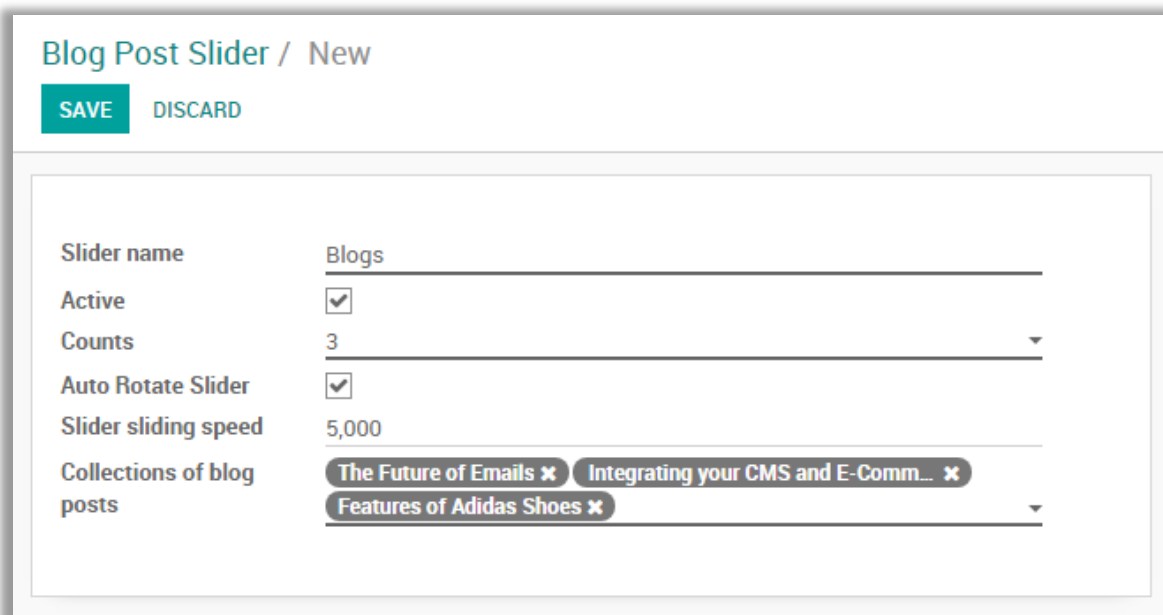 Blog Post Slider / New
SAVE DISCARD
Slider name Blogs
Active
Counts 3
Auto Rotate Slider
Slider sliding speed 5,000
Collections of blog posts The Future of Emails Integrating your CMS and E-Comm...
Features of Adidas Shoes